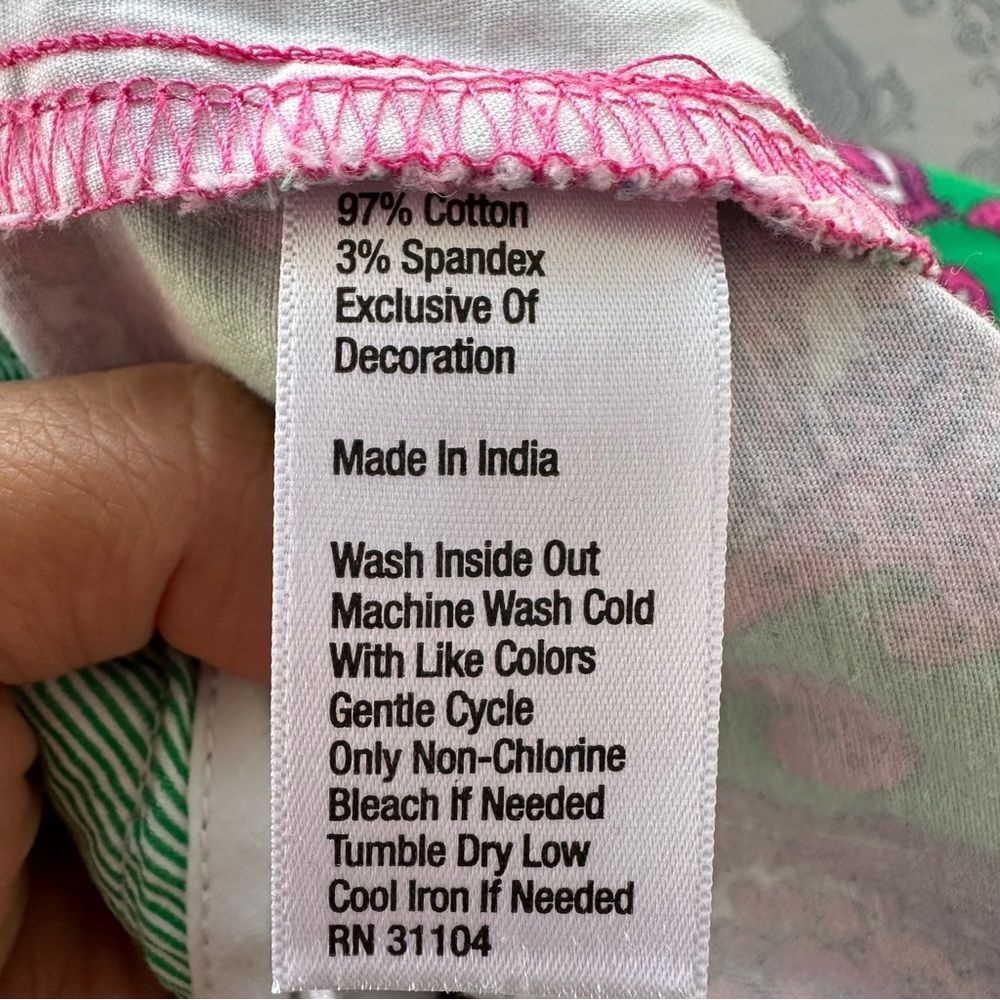 97% Cotton
3% Spandex
Exclusive Of
Decoration
Made In India
Wash Inside Out
Machine Wash Cold
With Like Colors
Gentle Cycle
Only Non-Chlorine
Bleach If Needed
Tumble Dry Low
Cool Iron If Needed
RN 31104